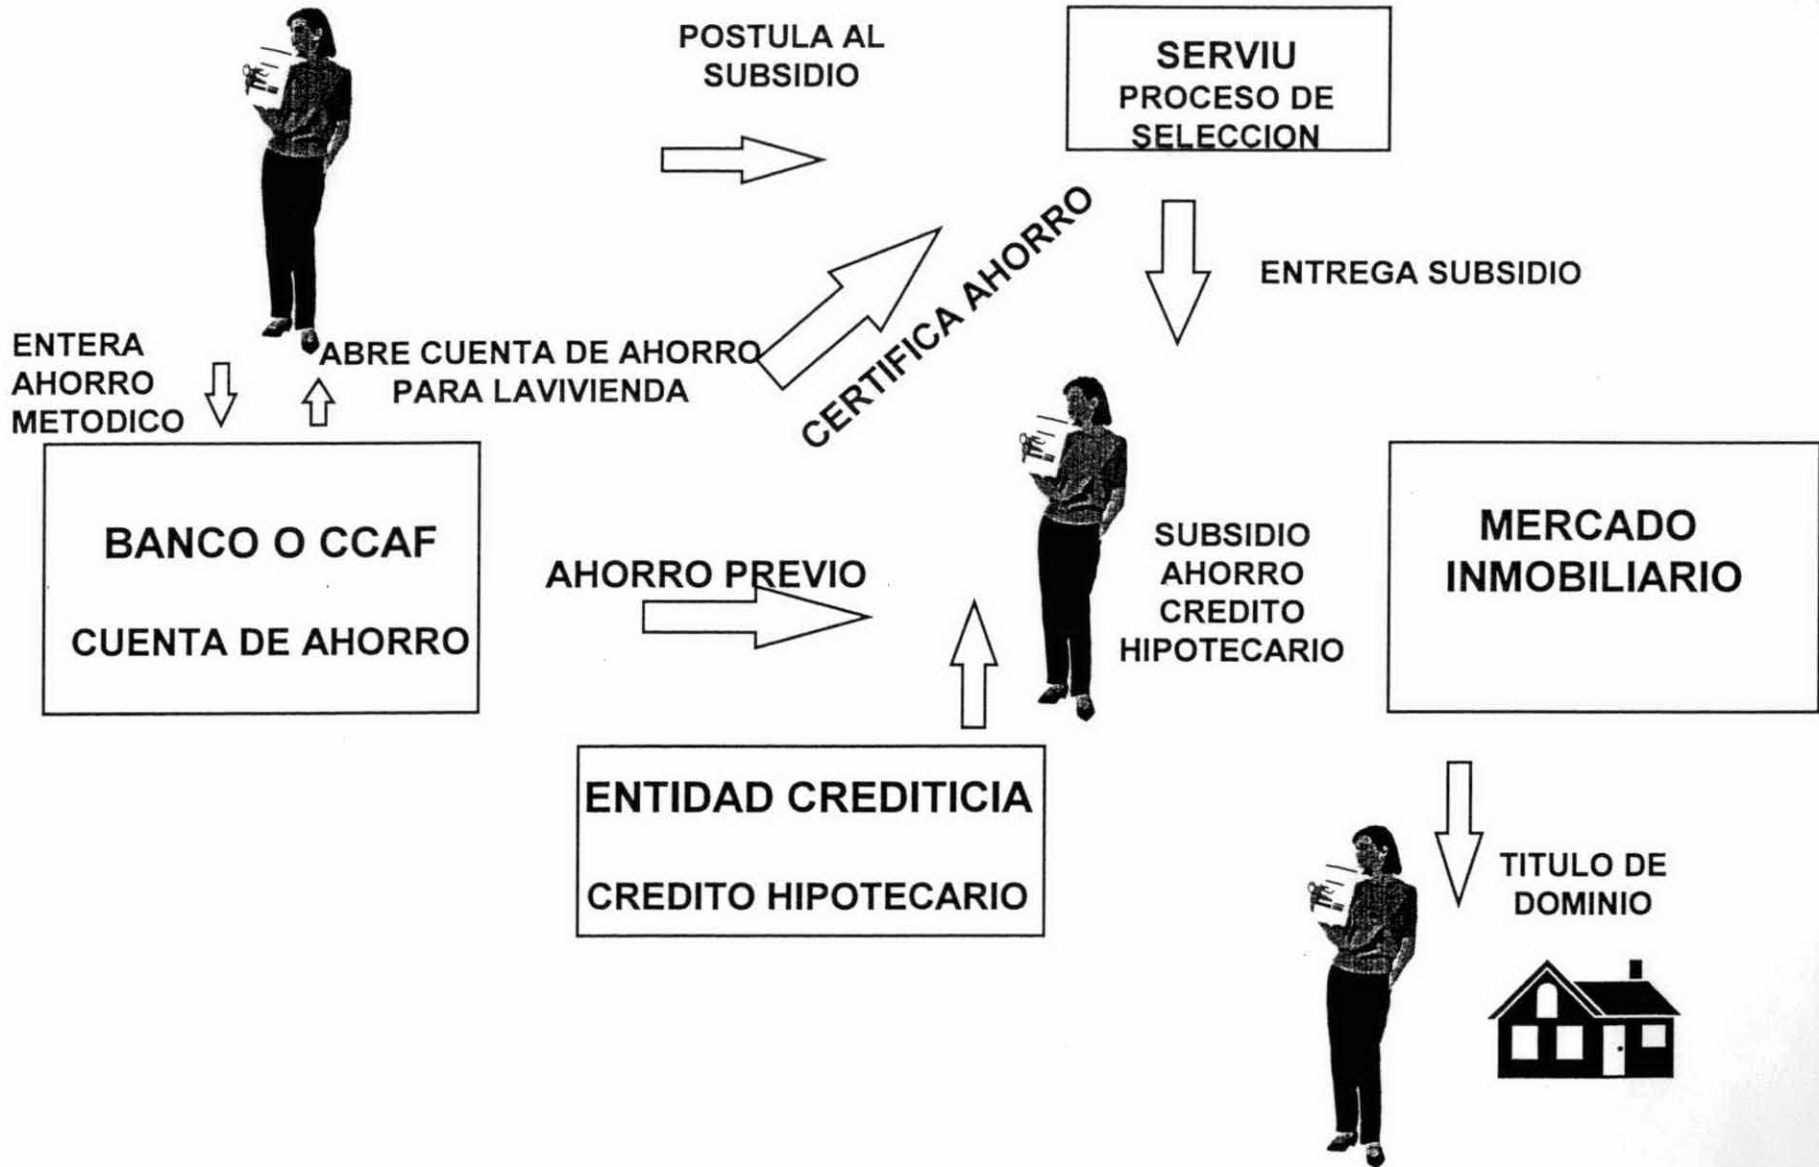 POSTULA AL
SUBSIDIO
SERVIU
PROCESO DE
SELECCION
ENTREGA SUBSIDIO
CERTIFICA AHORRO
ENTERA
AHORRO
METODICO
ABRE CUENTA DE AHORRO
PARA LAVIVIENDA
BANCO O CCAF
CUENTA DE AHORRO
AHORRO PREVIO
SUBSIDIO
AHORRO
CREDITO
HIPOTECARIO
MERCADO
INMOBILIARIO
ENTIDAD CREDITICIA
CREDITO HIPOTECARIO
TITULO DE
DOMINIO